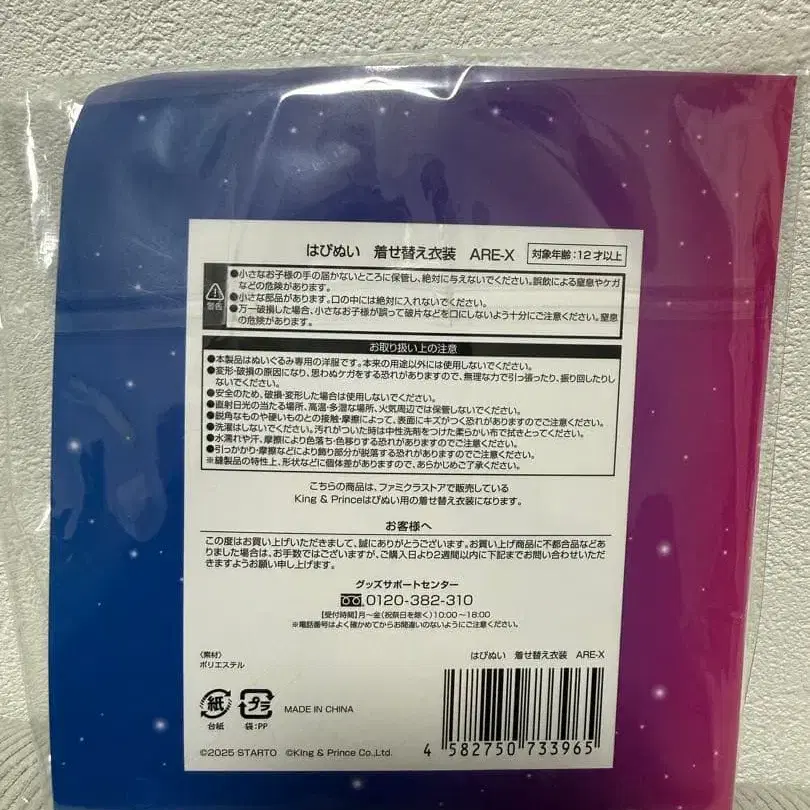 はぴぬい 着せ替え衣装 ARE-X 対象年齢:12才以上
警告
●小さなお子様の手の届かないところに保管し、絶対に与えないでください。誤飲による窒息やケガ
などの危険があります。
●小さな部品があります。口の中には絶対に入れないでください。
●万一破損した場合、小さなお子様が誤って破片などを口にしないよう十分にご注意ください。窒息
の危険があります。
お取り扱い上の注意
●本製品はぬいぐるみ専用の洋服です。本来の用途以外には使用しないでください。
●変形・破損の原因になり、思わぬケガをする恐れがありますので、無理な力で引っ張ったり、振り回したりし
ないでください。
●安全のため、破損・変形した場合は使用しないでください。
●直射日光の当たる場所、高温・多湿な場所、火気周辺では保管しないでください。
●鋭角なものや硬いものとの接触・摩擦によって、表面にキズがつく恐れがありますのでご注意ください。
●洗濯はしないでください。汚れがついた時は中性洗剤をつけた柔らかい布で拭きとってください。
●水濡れや汗、摩擦により色落ち・色移りする恐れがありますのでご注意ください。
●引っかかり・摩擦などにより飾り部分が脱落する恐れがありますのでご注意ください。
※縫製品の特性上、形状などに個体差がありますので、あらかじめご了承ください。
こちらの商品は、ファミクラストアで販売している
King & Princeはぴぬい用の着せ替え衣装になります。
お客様へ
この度はお買い上げいただきまして、誠にありがとうございます。お買い上げ商品に不都合品などあ
りました場合は、お手数ではございますが、ご購入日より2週間以内に下記までお問い合わせいただ
きますようお願い申し上げます。
グッズサポートセンター
0120-382-310
【受付時間】月～金(祝祭日を除く)10:00～18:00
※電話番号はよく確かめてからお間違いのないようにご注意ください。
〈素材〉
ポリエステル
はぴぬい 着せ替え衣装 ARE-X
紙
台紙
プラ
袋:PP
MADE IN CHINA
©2025 STARTO ©King & Prince Co.,Ltd.
4 582750 733965